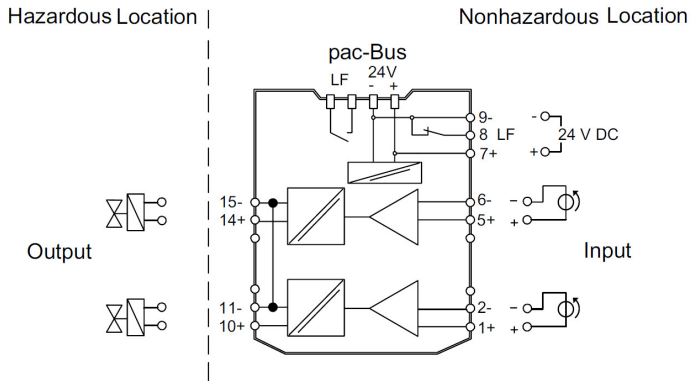 Hazardous Location
Nonhazardous Location
pac-Bus
LF
24V
- +
9-
8 LF
7+
-
24 V DC
+
15-
14+
6-
5+
-
+
Output
Input
11-
10+
2-
1+
-
+